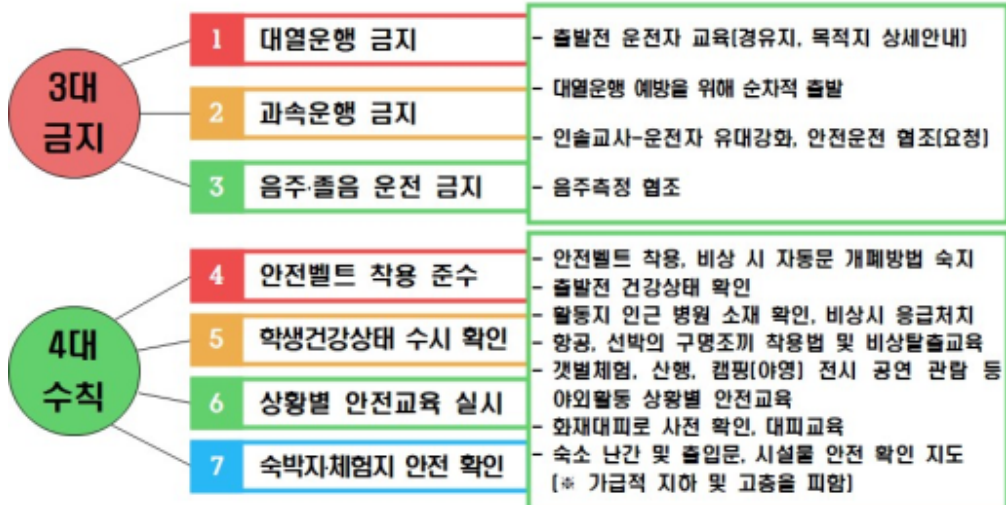 3대
금지
1 대열운행 금지
2 과속운행 금지
3 음주·졸음 운전 금지
- 출발전 운전자 교육(경유지, 목적지 상세안내)
- 대열운행 예방을 위해 순차적 출발
- 인솔교사-운전자 유대강화, 안전운전 협조(요청)
- 음주측정 협조
4대
수칙
4 안전벨트 착용 준수
5 학생건강상태 수시 확인
6 상황별 안전교육 실시
7 숙박지·체험지 안전 확인
- 안전벨트 착용, 비상 시 자동문 개폐방법 숙지
- 출발전 건강상태 확인
- 활동지 인근 병원 소재 확인, 비상시 응급처치
- 항공, 선박의 구명조끼 착용법 및 비상탈출교육
- 갯벌체험, 산행, 캠핑(야영) 전시 공연 관람 등
야외활동 상황별 안전교육
- 화재대피로 사전 확인, 대피교육
- 숙소 난간 및 출입문, 시설물 안전 확인 지도
(※ 가급적 지하 및 고층을 피함)